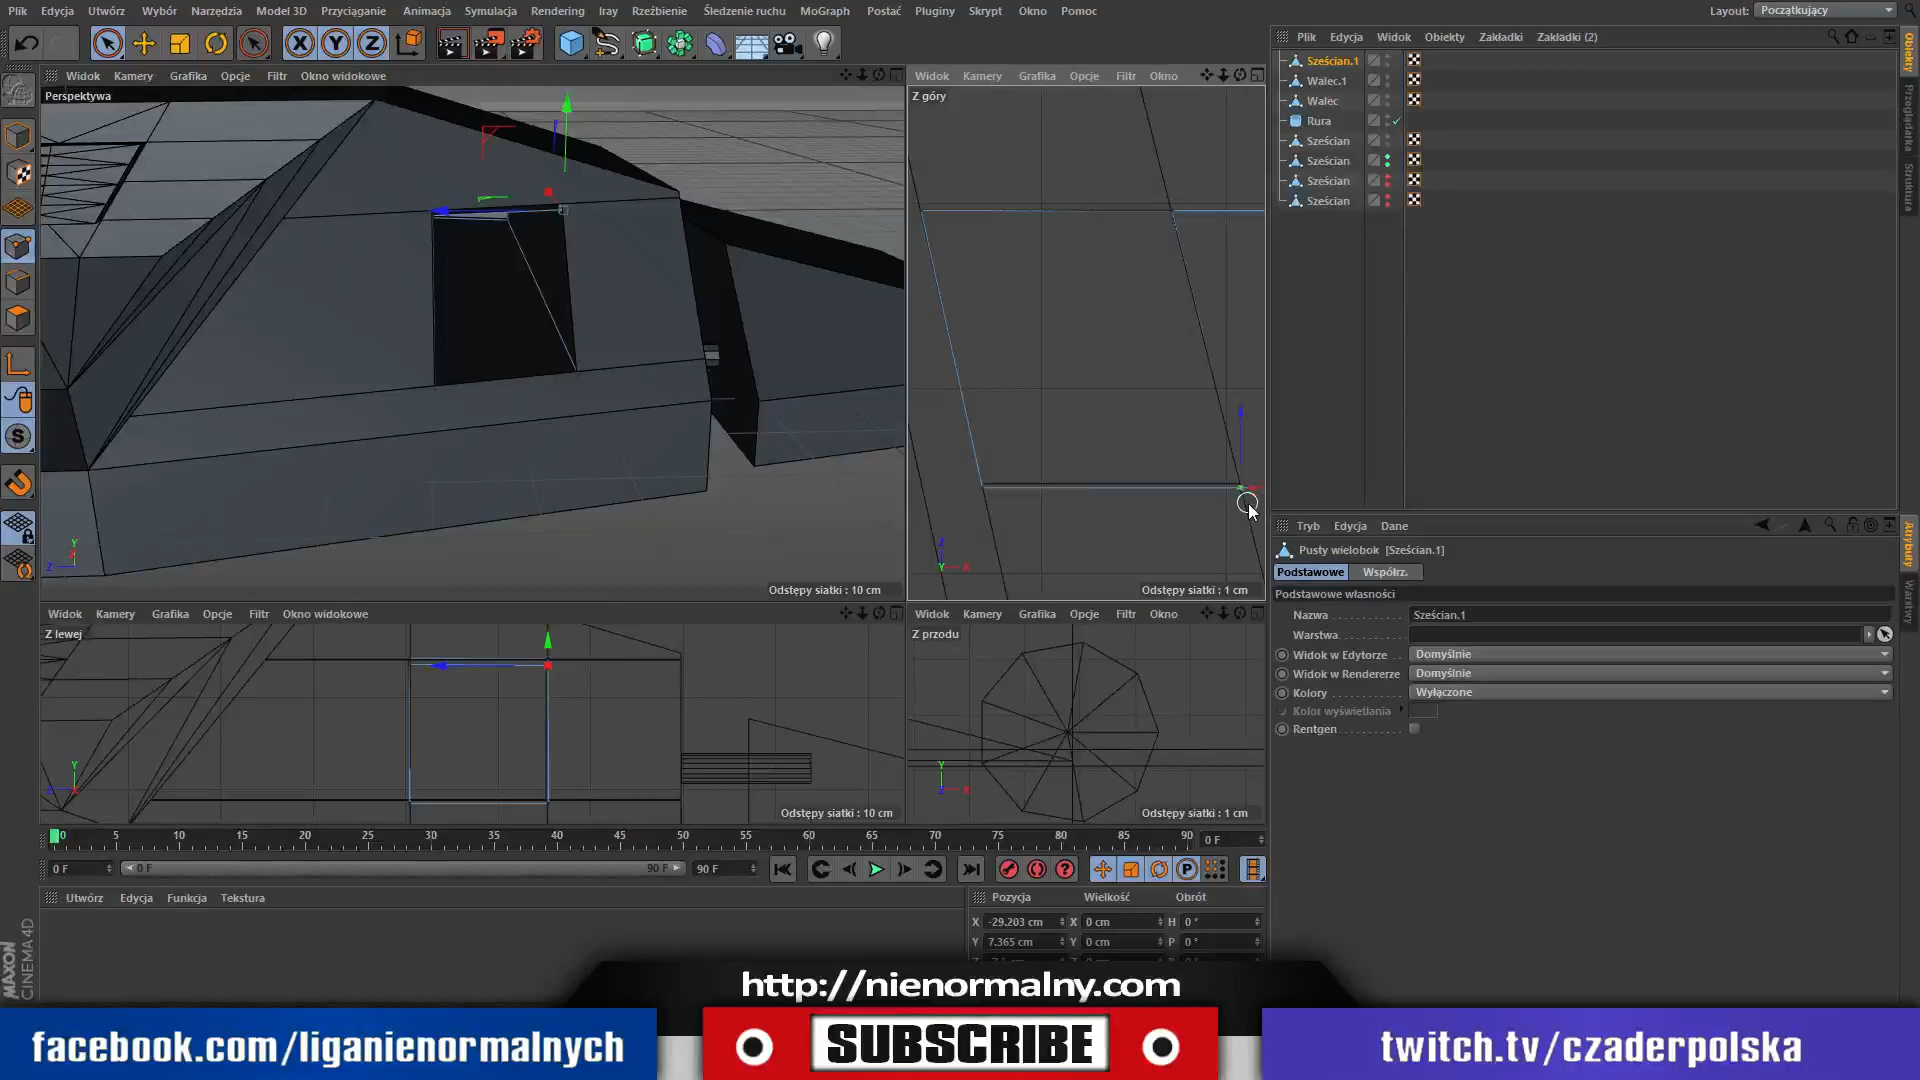 Plik Edycja Utwórz Wybór Narzędzia Model 3D Przyciąganie Animacja Symulacja Rendering Iray Rzeźbienie Śledzenie ruchu MoGraph Postać Pluginy Skrypt Okno Pomoc
Layout: Początkujący
Plik Edycja Widok Obiekty Zakładki Zakładki (2)
Sześcian.1
Walec.1
Walec
Rura
Sześcian
Sześcian
Sześcian
Sześcian
Obiekty
Przeglądarka
Struktura
Widok Kamery Grafika Opcje Filtr Okno widokowe
Perspektywa
Odstępy siatki : 10 cm
Widok Kamery Grafika Opcje Filtr Okno
Z góry
Odstępy siatki : 1 cm
Widok Kamery Grafika Opcje Filtr Okno widokowe
Z lewej
Odstępy siatki : 10 cm
Widok Kamery Grafika Opcje Filtr Okno
Z przodu
Odstępy siatki : 1 cm
Tryb Edycja Dane
Pusty wielobok [Sześcian.1]
Podstawowe Współrz.
Podstawowe własności
Nazwa Sześcian.1
Warstwa
Widok w Edytorze Domyślnie
Widok w Rendererze Domyślnie
Kolory Wyłączone
Kolor wyświetlania
Rentgen
Atrybuty
Warstwy
0 5 10 15 20 25 30 35 40 45 50 55 60 65 70 75 80 85 90 0 F
0 F 0 F 90 F 90 F
Utwórz Edycja Funkcja Tekstura
Pozycja Wielkość Obrót
X -29.203 cm X 0 cm H 0 °
Y 7.365 cm Y 0 cm P 0 °
MAXON
CINEMA 4D
http://nienormalny.com
facebook.com/liganienormalnych
SUBSCRIBE
twitch.tv/czaderpolska